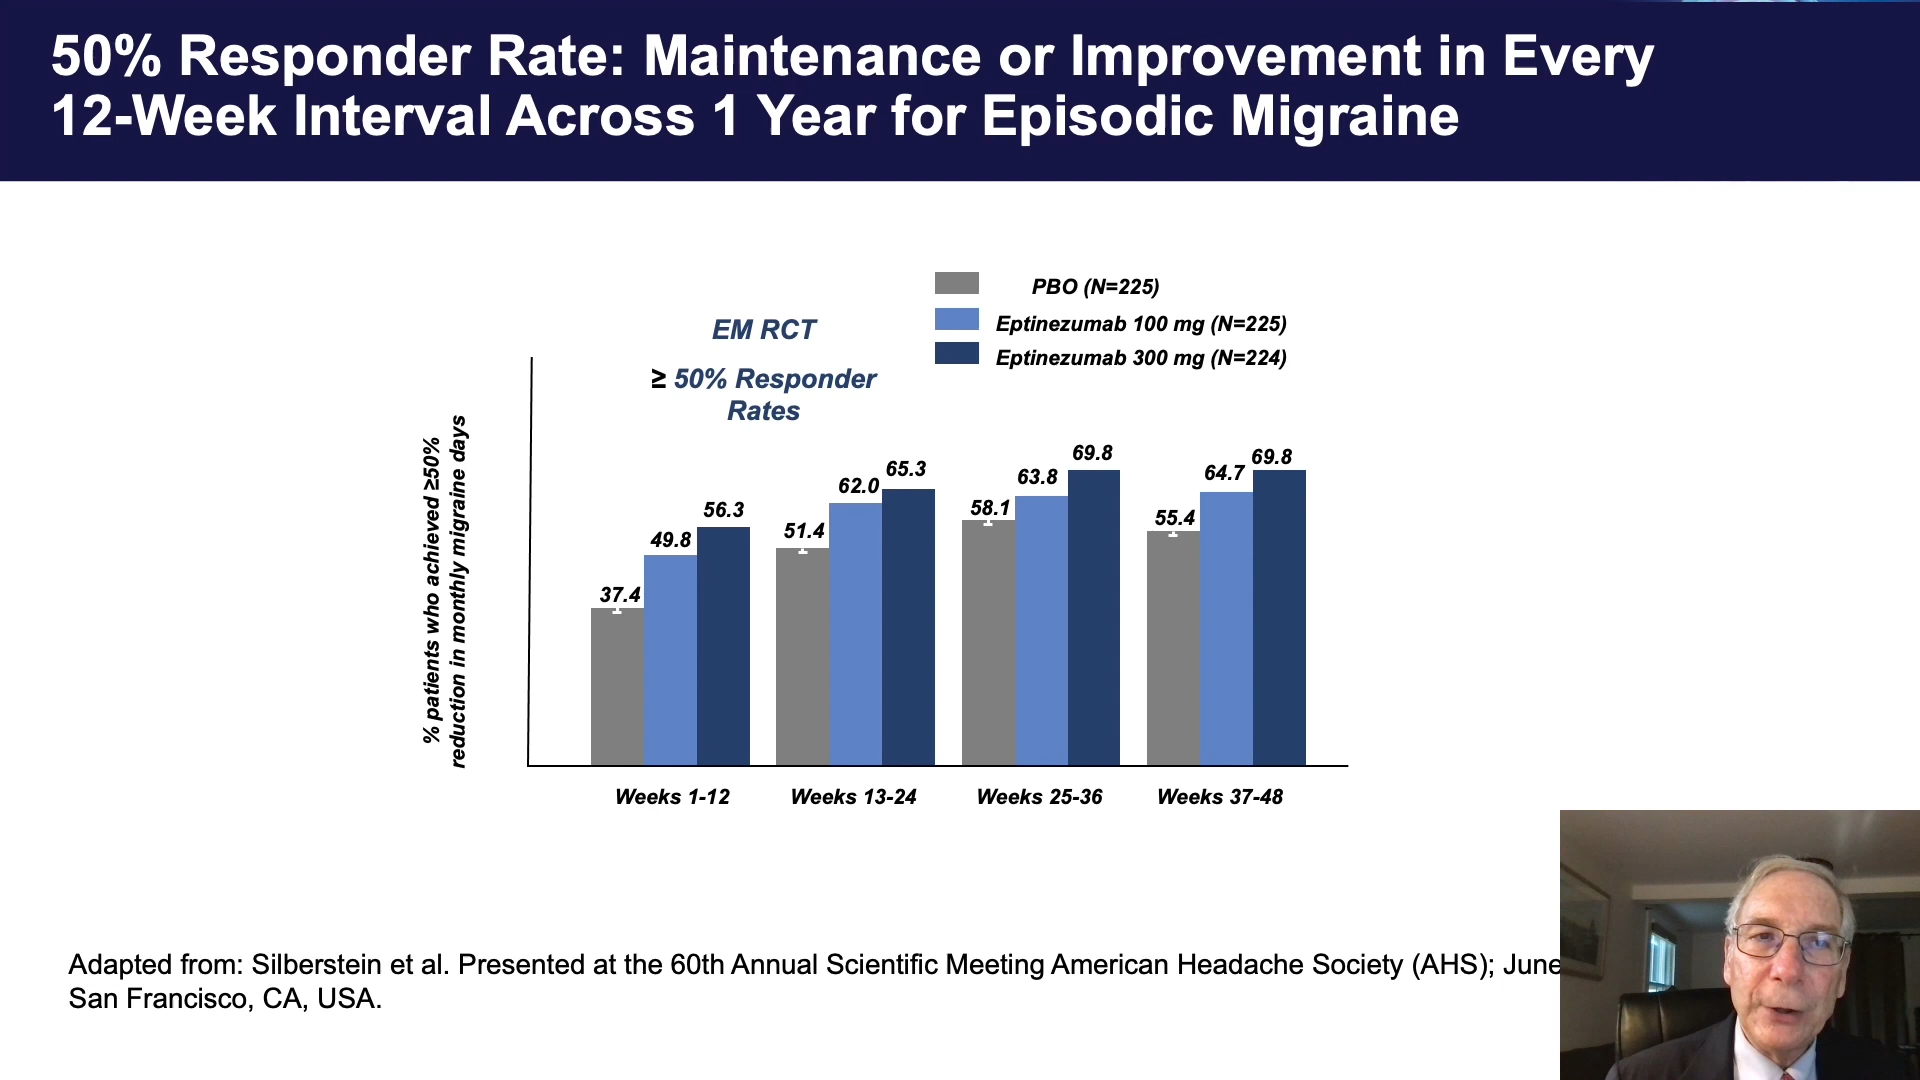 50% Responder Rate: Maintenance or Improvement in Every
12-Week Interval Across 1 Year for Episodic Migraine
PBO (N=225)
Eptinezumab 100 mg (N=225)
Eptinezumab 300 mg (N=224)
EM RCT
≥ 50% Responder
Rates
% patients who achieved ≥50%
reduction in monthly migraine days
37.4
49.8
56.3
51.4
62.0
65.3
58.1
63.8
69.8
55.4
64.7
69.8
Weeks 1-12
Weeks 13-24
Weeks 25-36
Weeks 37-48
Adapted from: Silberstein et al. Presented at the 60th Annual Scientific Meeting American Headache Society (AHS); June
San Francisco, CA, USA.